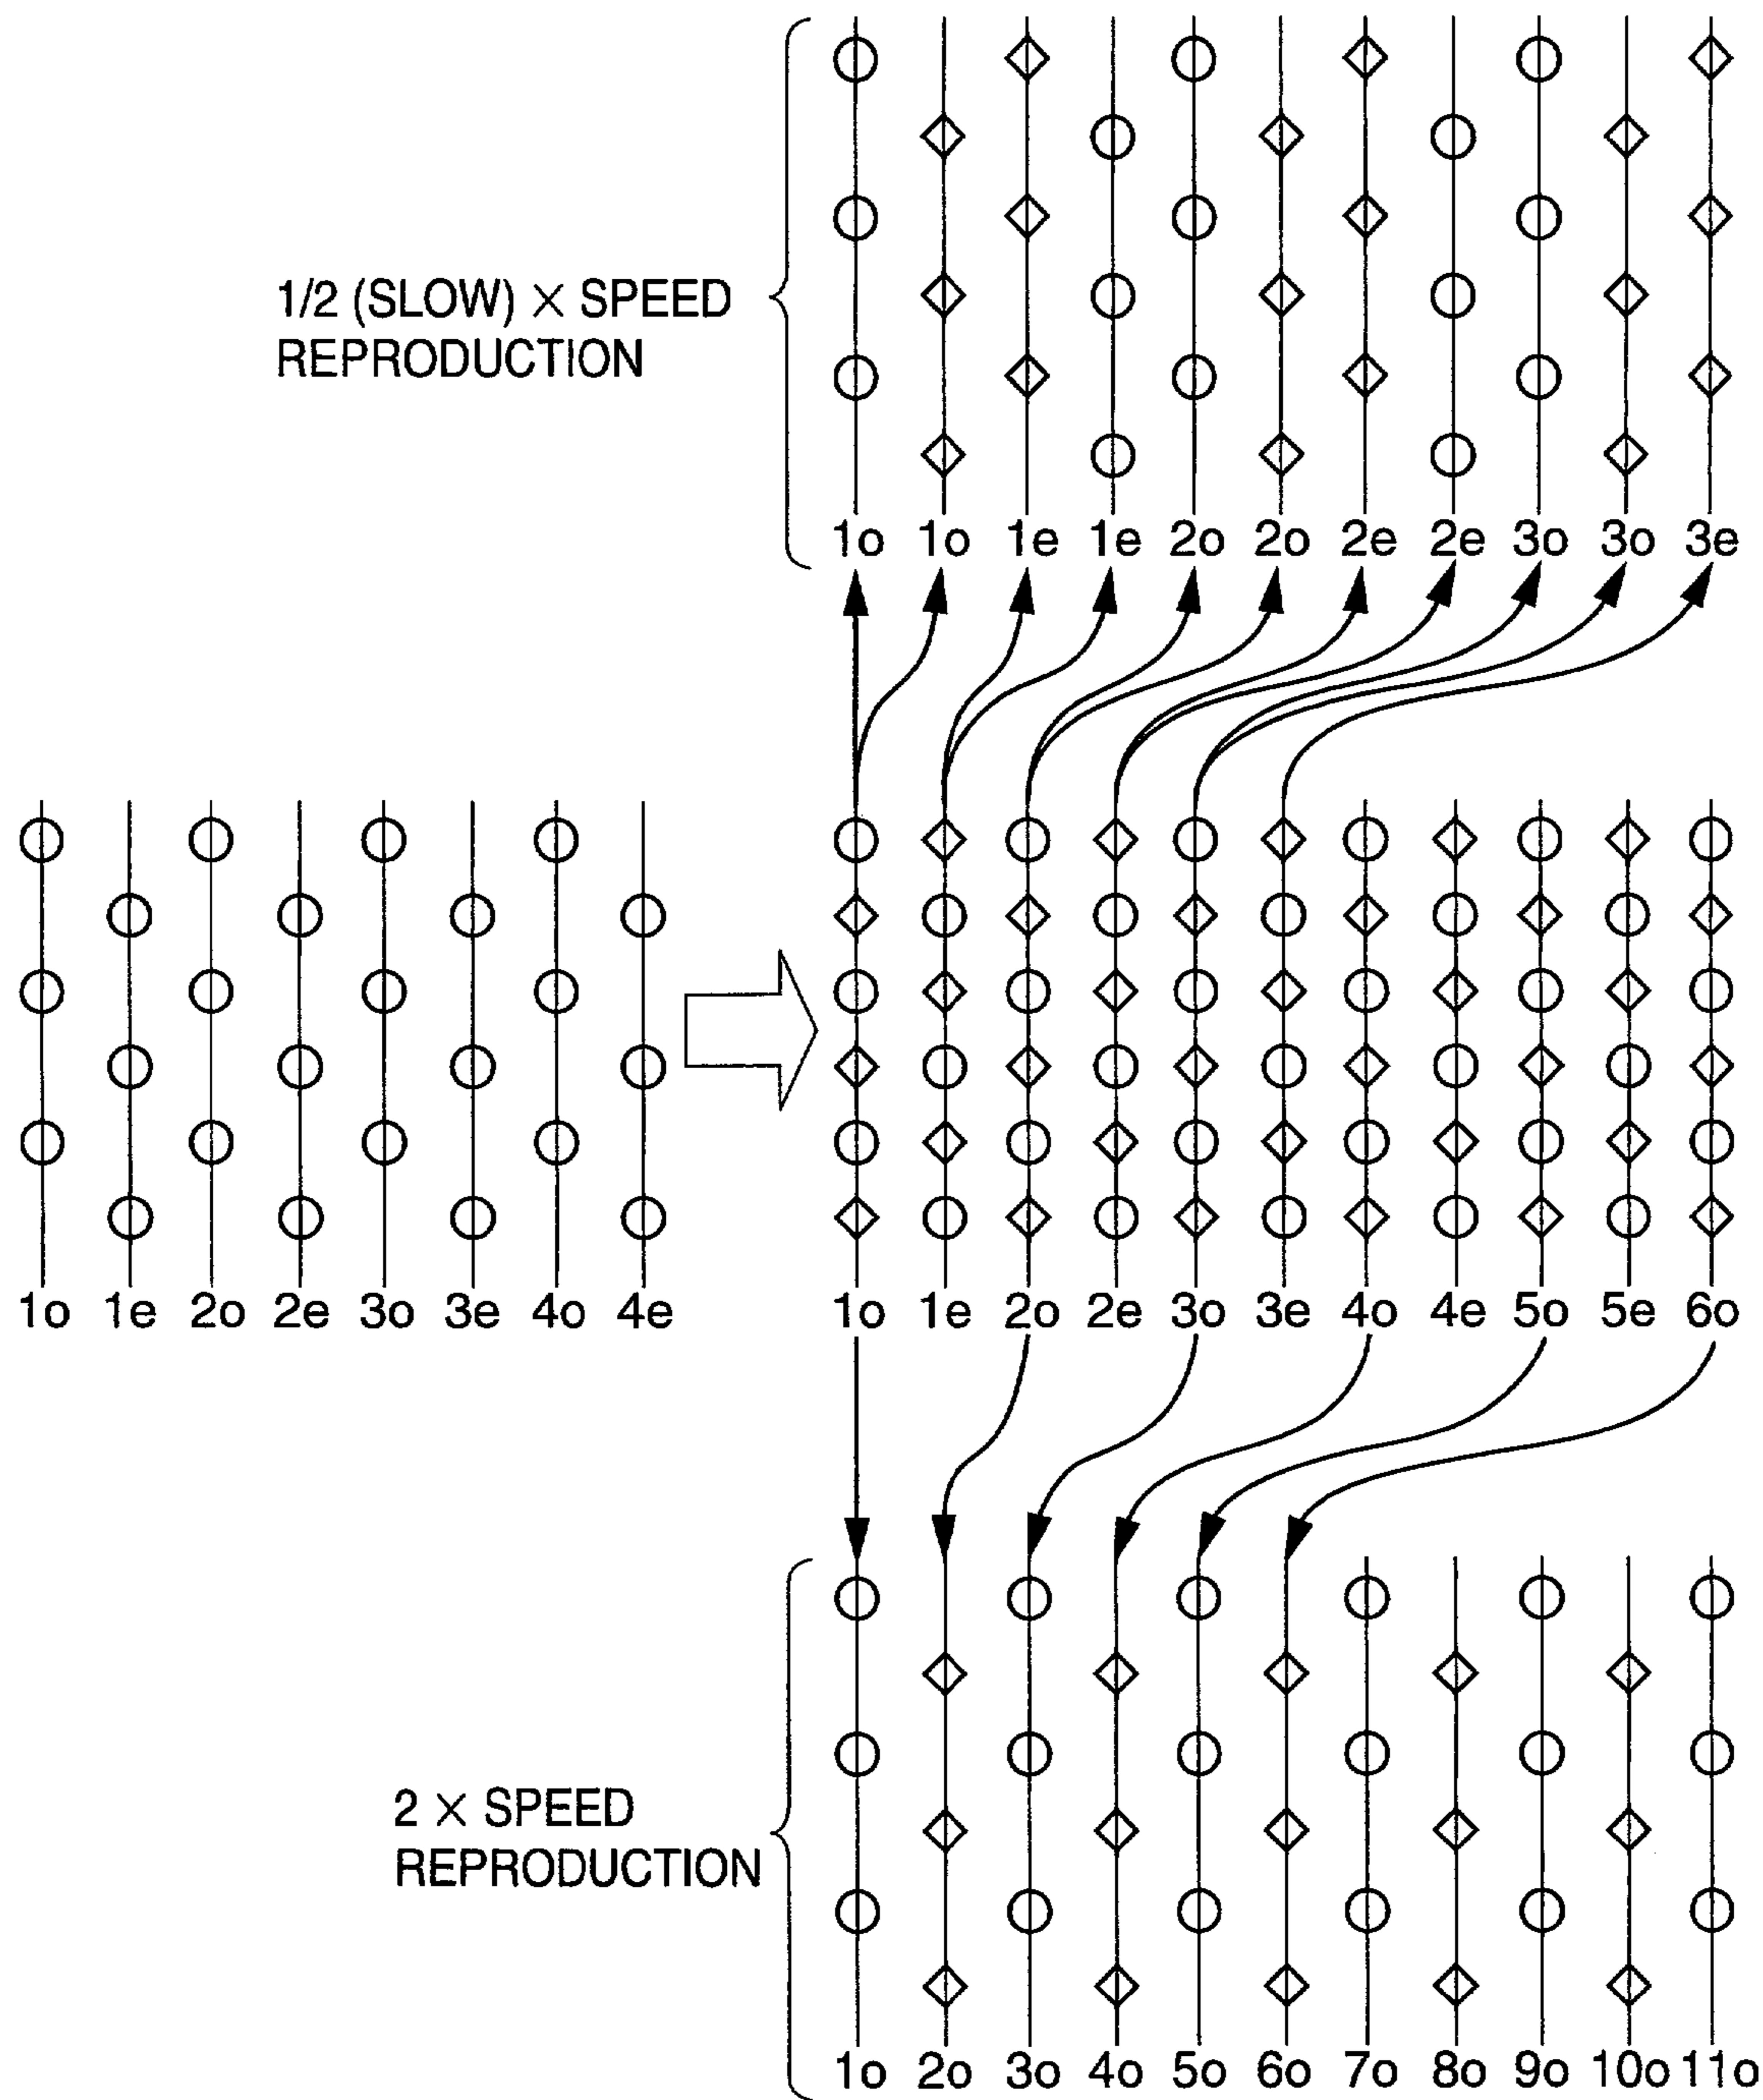 1/2 (SLOW) × SPEED
REPRODUCTION
1o 1o 1e 1e 2o 2o 2e 2e 3o 3o 3e
1o 1e 2o 2e 3o 3e 4o 4e
1o 1e 2o 2e 3o 3e 4o 4e 5o 5e 6o
2 × SPEED
REPRODUCTION
1o 2o 3o 4o 5o 6o 7o 8o 9o 10o 11o